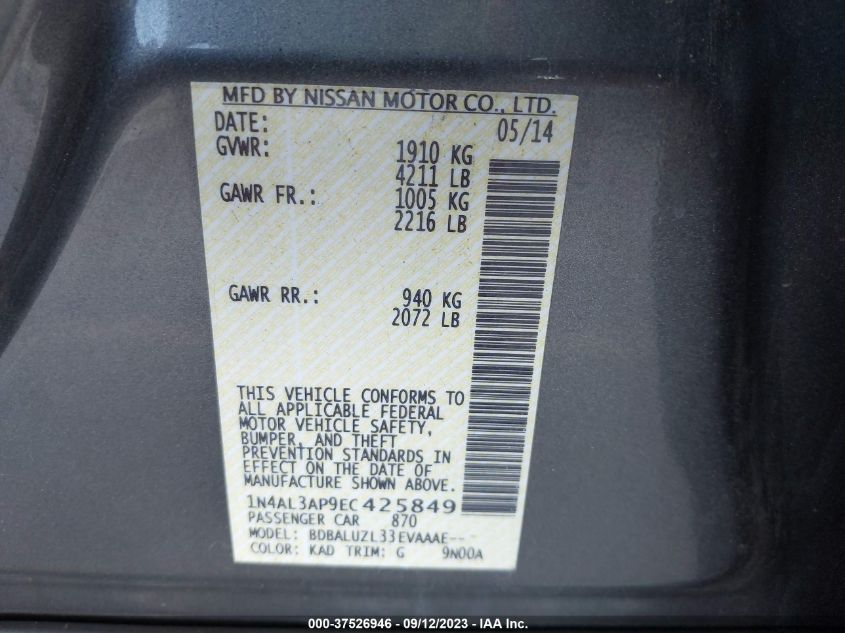 MFD BY NISSAN MOTOR CO., LTD.
DATE: 05/14
GVWR: 1910 KG
4211 LB
GAWR FR.: 1005 KG
2216 LB
GAWR RR.: 940 KG
2072 LB
THIS VEHICLE CONFORMS TO
ALL APPLICABLE FEDERAL
MOTOR VEHICLE SAFETY,
BUMPER, AND THEFT
PREVENTION STANDARDS IN
EFFECT ON THE DATE OF
MANUFACTURE SHOWN ABOVE.
1N4AL3AP9EC425849
PASSENGER CAR 870
MODEL: BDBALUZL33EVAAAE---
COLOR: KAD TRIM: G 9N00A
000-37526946 - 09/12/2023 - IAA Inc.